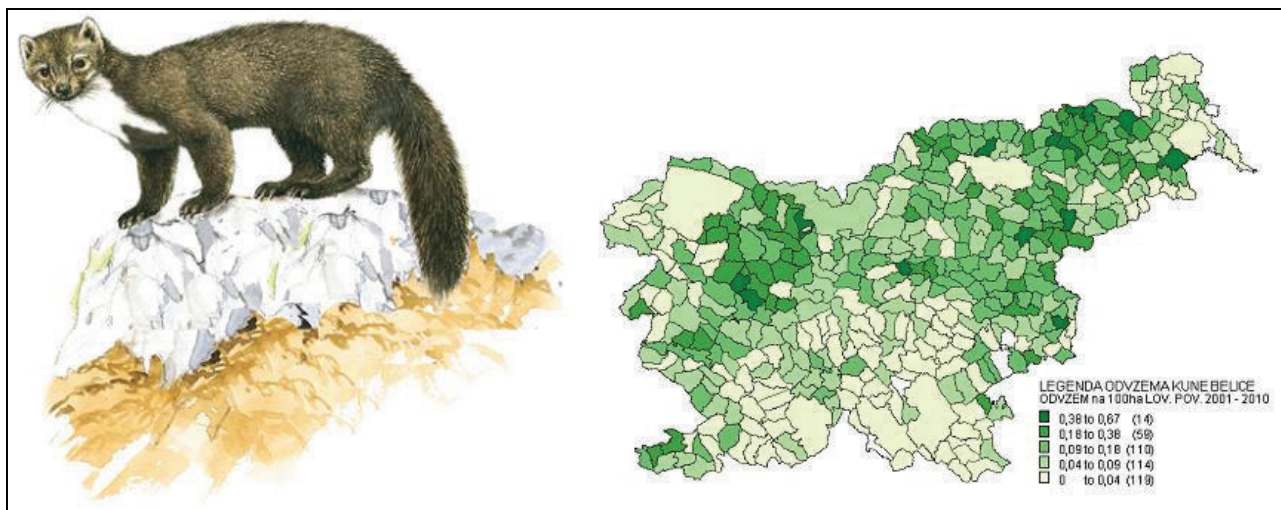 LEGENDA ODVZEMA KUNE BELICE
ODVZEM na 100ha LOV. POV. 2001 - 2010
0,38 to 0,67 (14)
0,18 to 0,38 (59)
0,09 to 0,18 (110)
0,04 to 0,09 (114)
0 to 0,04 (119)